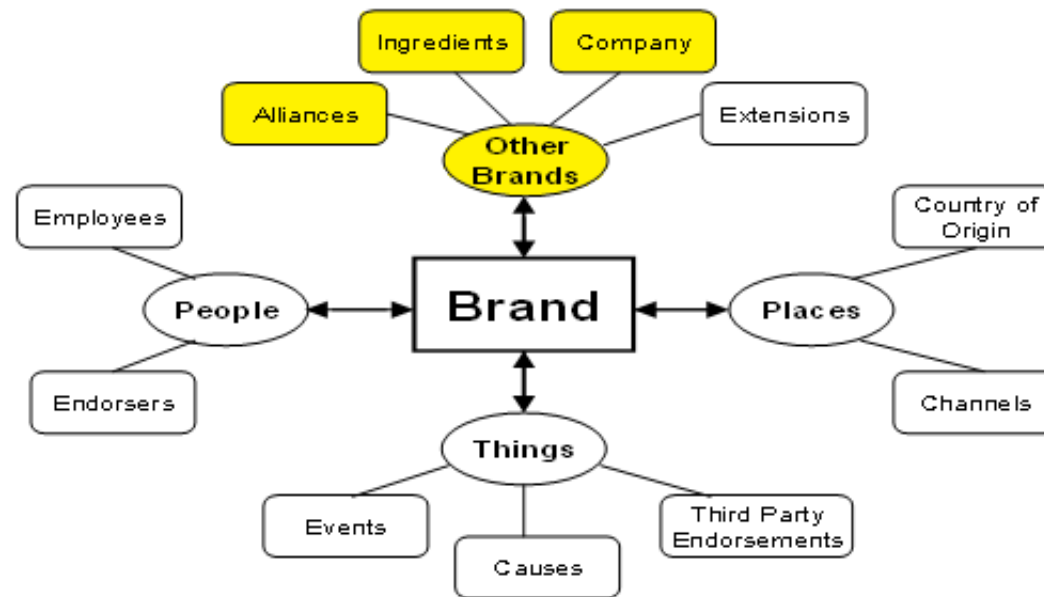 Ingredients
Company
Alliances
Extensions
Other
Brands
Employees
Country of
Origin
People
Brand
Places
Endorsers
Channels
Things
Events
Third Party
Endorsements
Causes